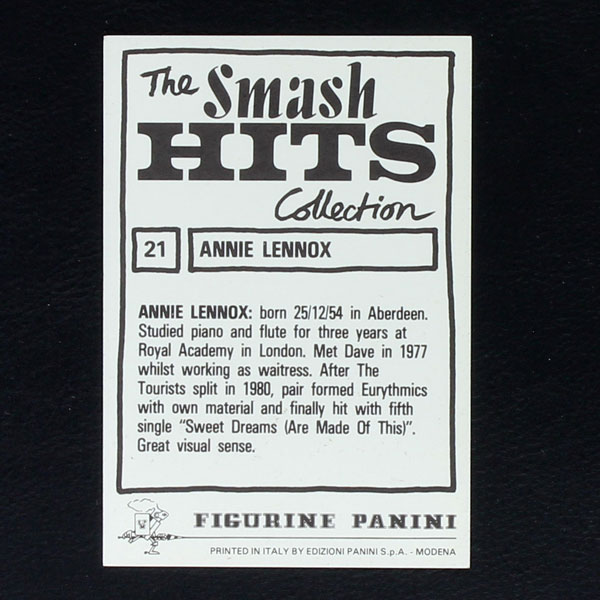 The Smash
HITS
Collection
21 ANNIE LENNOX
ANNIE LENNOX: born 25/12/54 in Aberdeen.
Studied piano and flute for three years at
Royal Academy in London. Met Dave in 1977
whilst working as waitress. After The
Tourists split in 1980, pair formed Eurythmics
with own material and finally hit with fifth
single “Sweet Dreams (Are Made Of This)”.
Great visual sense.
FIGURINE PANINI
PRINTED IN ITALY BY EDIZIONI PANINI S.p.A. - MODENA